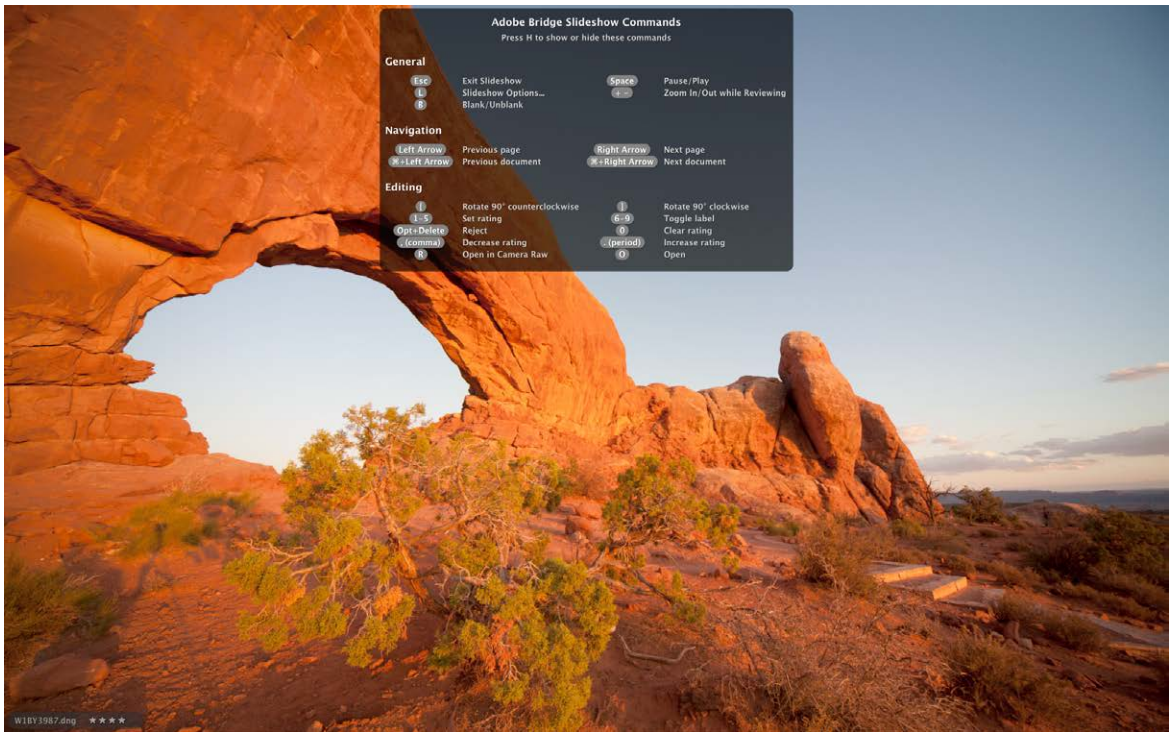 Adobe Bridge Slideshow Commands
Press H to show or hide these commands
General
Esc Exit Slideshow Space Pause/Play
L Slideshow Options... + - Zoom In/Out while Reviewing
B Blank/Unblank
Navigation
Left Arrow Previous page Right Arrow Next page
⌘+Left Arrow Previous document ⌘+Right Arrow Next document
Editing
[ Rotate 90° counterclockwise ] Rotate 90° clockwise
1-5 Set rating 6-9 Toggle label
Opt+Delete Reject 0 Clear rating
, (comma) Decrease rating . (period) Increase rating
R Open in Camera Raw O Open
W1BY3987.dng ★★★★